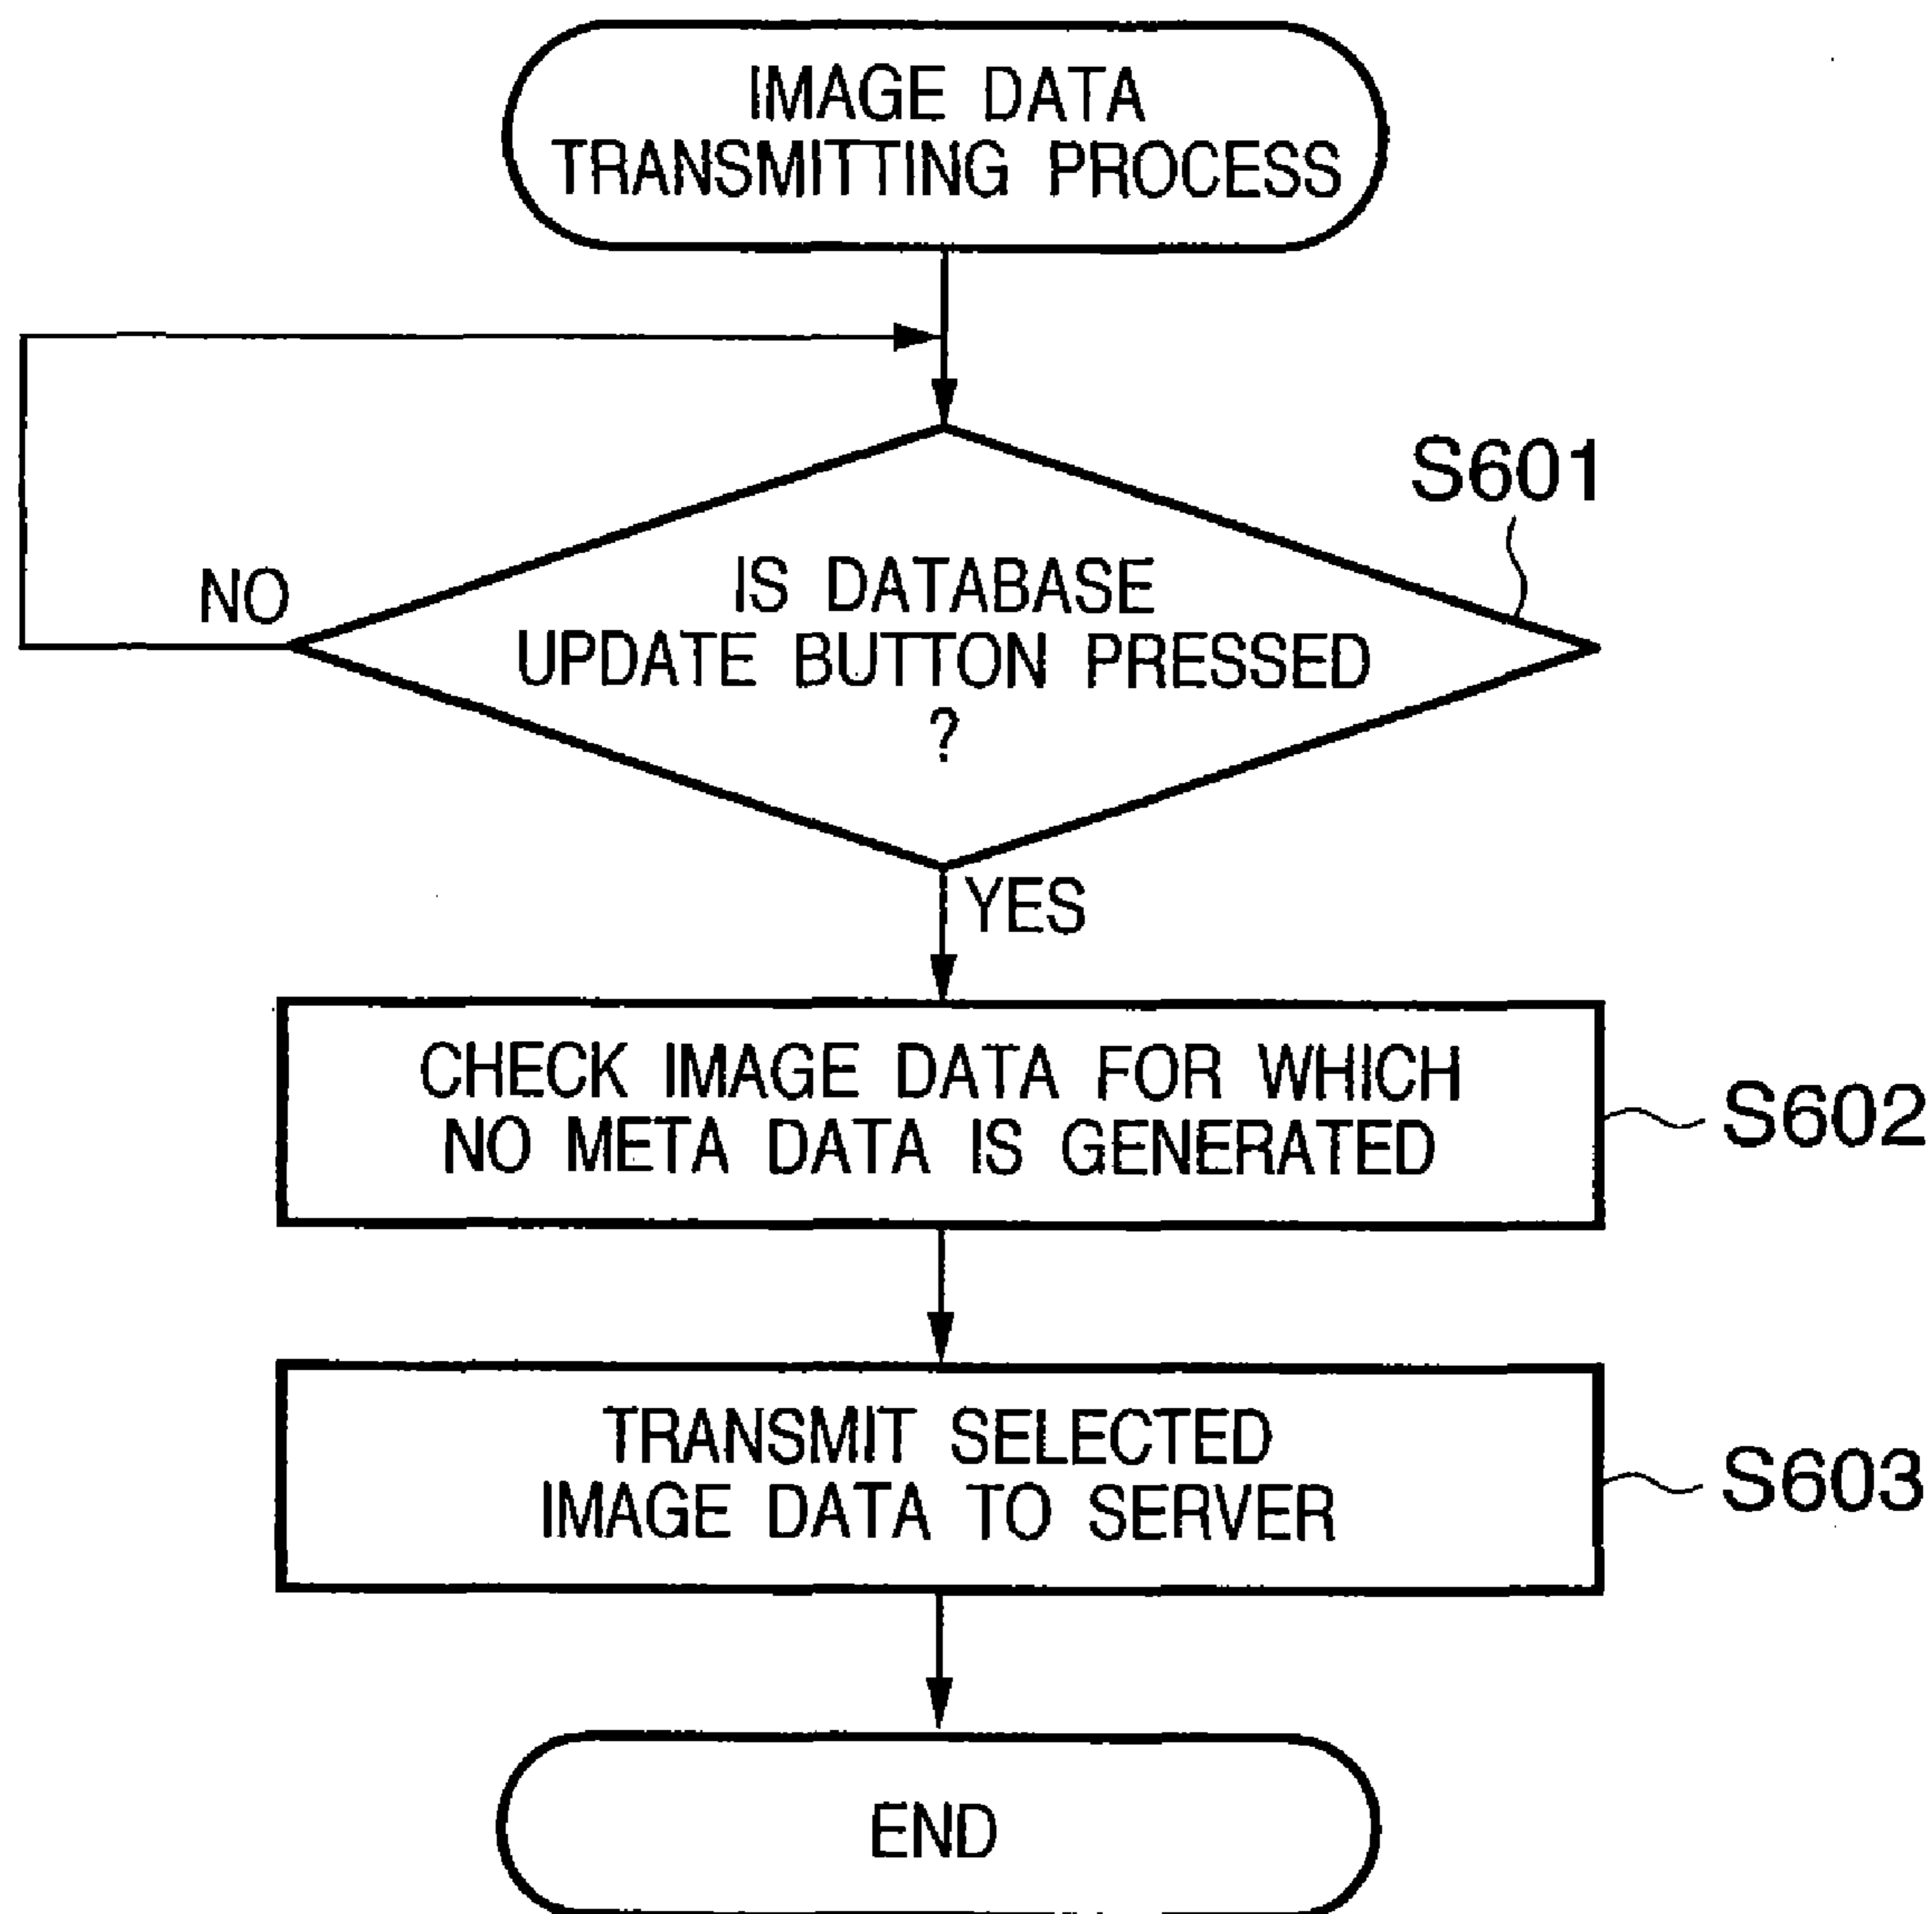 IMAGE DATA
TRANSMITTING PROCESS
S601
NO
IS DATABASE
UPDATE BUTTON PRESSED
?
YES
CHECK IMAGE DATA FOR WHICH
NO META DATA IS GENERATED
S602
TRANSMIT SELECTED
IMAGE DATA TO SERVER
S603
END